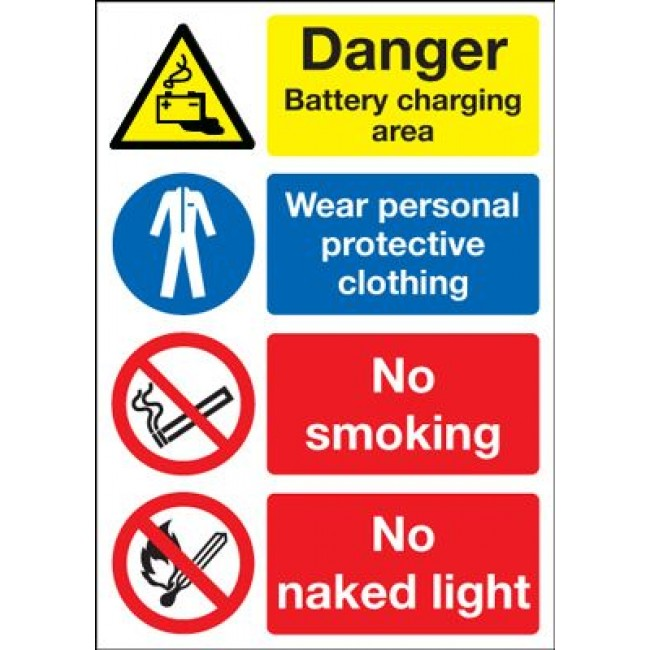 Danger
Battery charging
area
Wear personal
protective
clothing
No
smoking
No
naked light